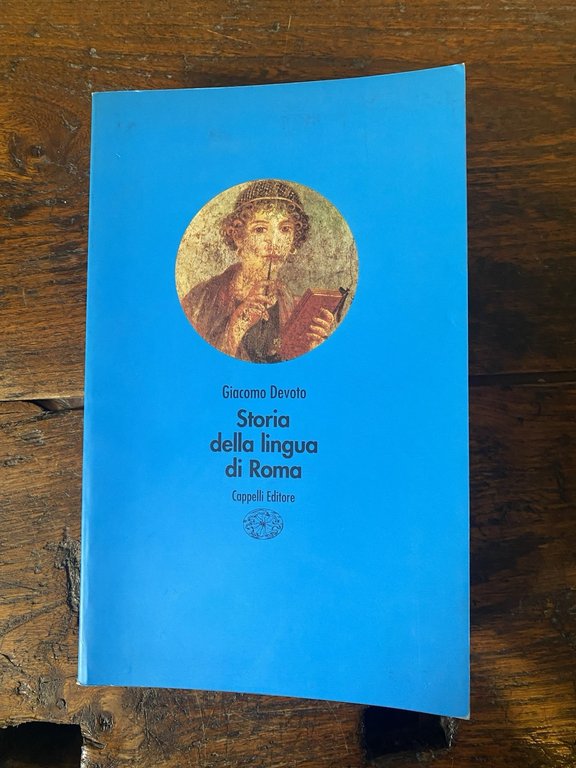 Giacomo Devoto
Storia
della lingua
di Roma
Cappelli Editore